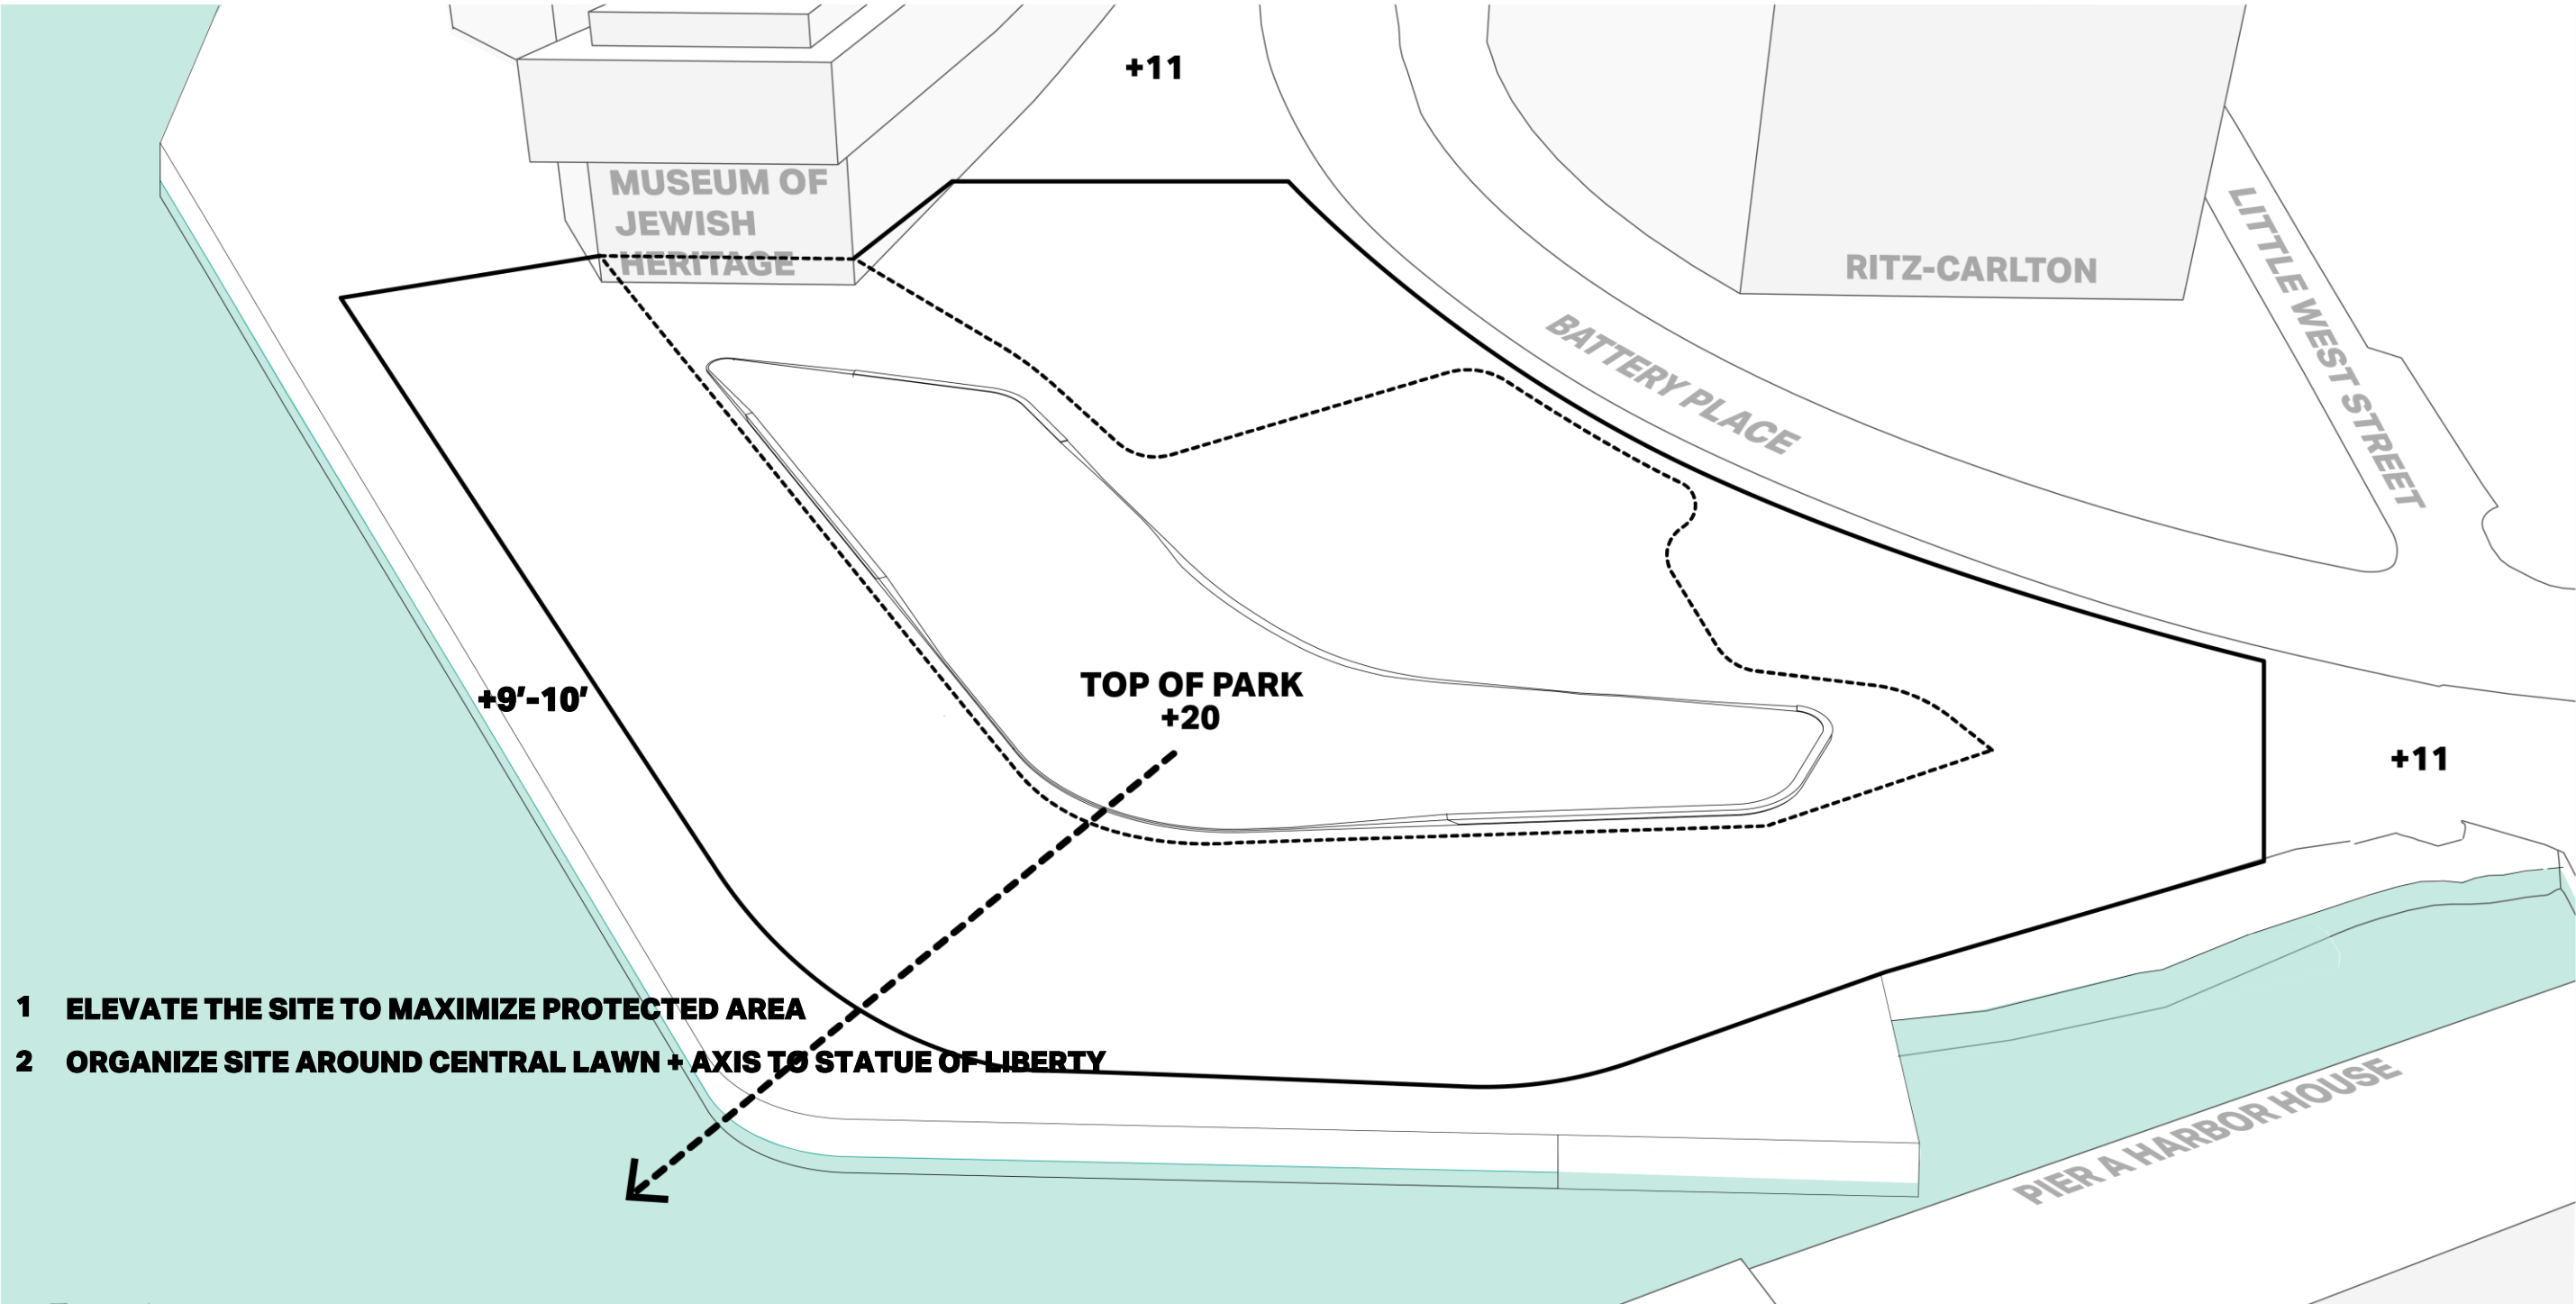 +11
MUSEUM OF
JEWISH
HERITAGE
RITZ-CARLTON
LITTLE WEST STREET
BATTERY PLACE
+9'-10'
TOP OF PARK
+20
+11
1 ELEVATE THE SITE TO MAXIMIZE PROTECTED AREA
2 ORGANIZE SITE AROUND CENTRAL LAWN + AXIS TO STATUE OF LIBERTY
PIER A HARBOR HOUSE